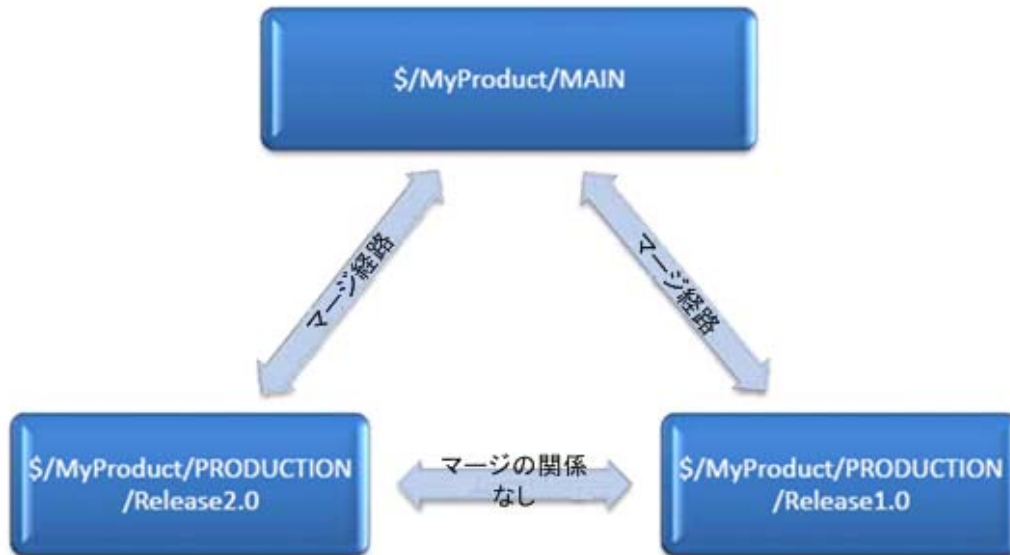 $/MyProduct/MAIN
マージ経路
マージ経路
$/MyProduct/PRODUCTION
/Release2.0
マージの関係
なし
$/MyProduct/PRODUCTION
/Release1.0